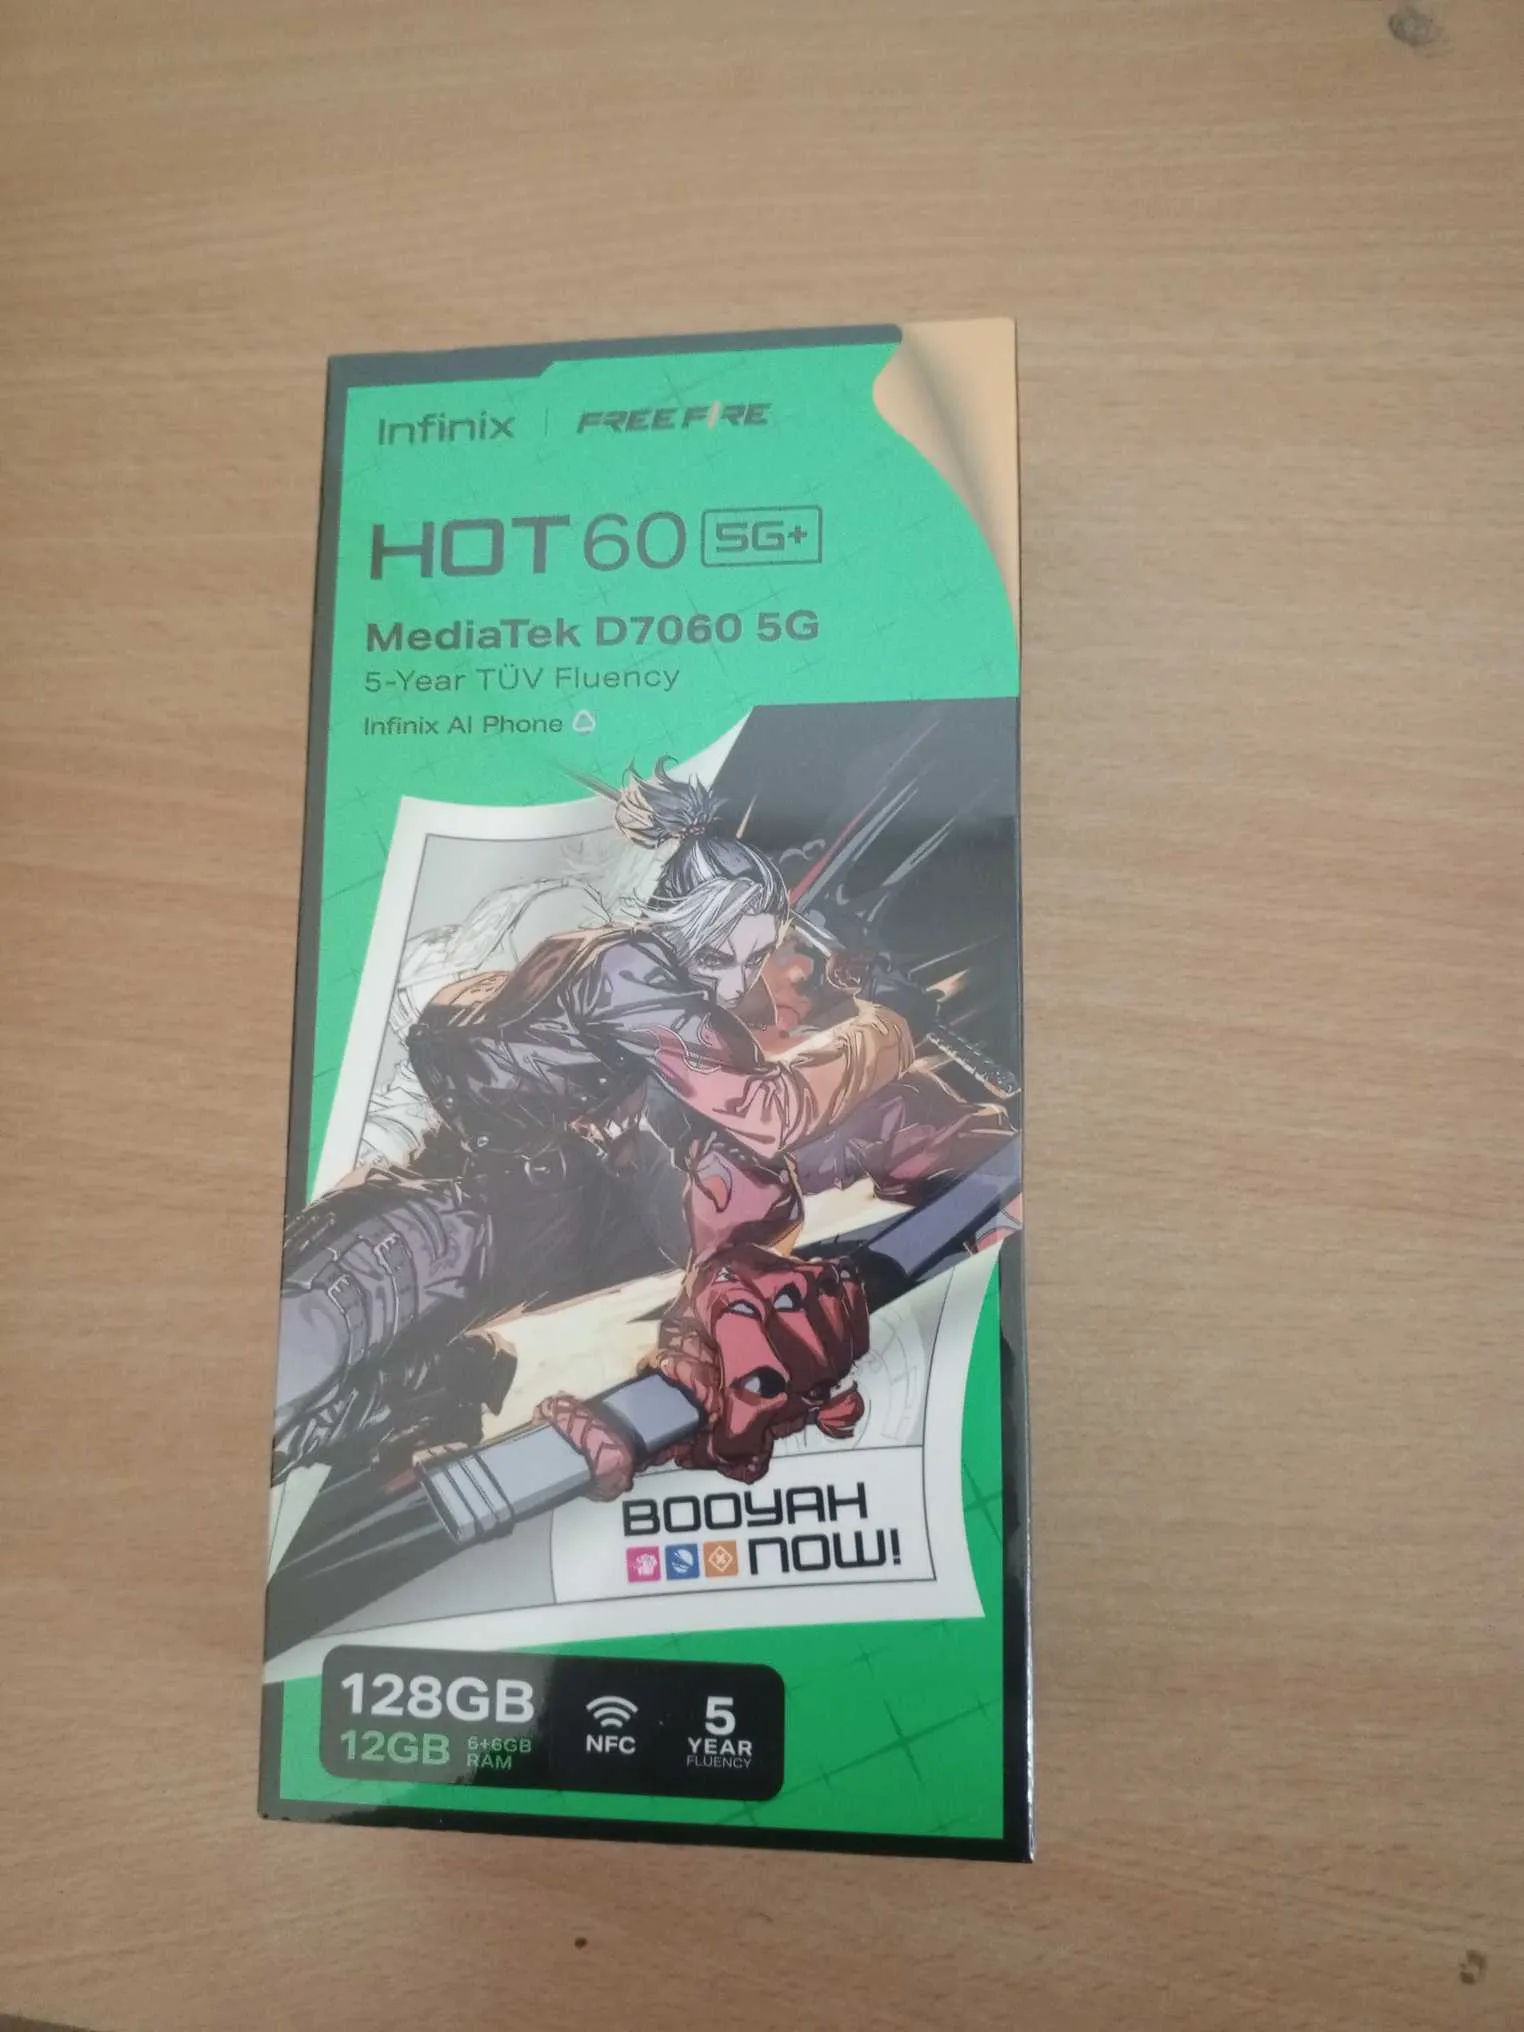 Infinix | FREE FIRE
HOT 60 5G+
MediaTek D7060 5G
5-Year TÜV Fluency
Infinix AI Phone
BOOYAH
NOW!
128GB
12GB 6+6GB
RAM
NFC
5
YEAR
FLUENCY